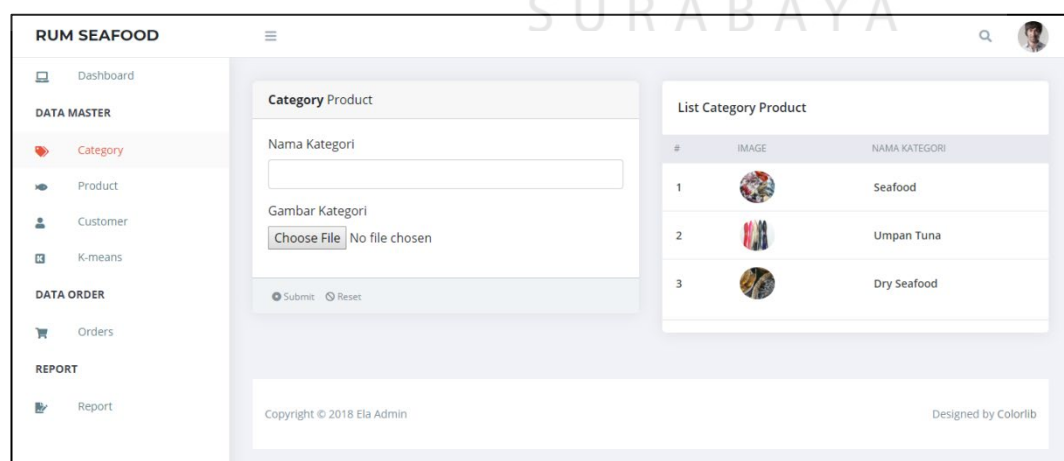 SURABAYA
RUM SEAFOOD
Dashboard
DATA MASTER
Category
Product
Customer
K-means
DATA ORDER
Orders
REPORT
Report
Category Product
Nama Kategori
Gambar Kategori
Choose File No file chosen
Submit Reset
List Category Product
# IMAGE NAMA KATEGORI
1 Seafood
2 Umpan Tuna
3 Dry Seafood
Copyright © 2018 Ela Admin
Designed by Colorlib